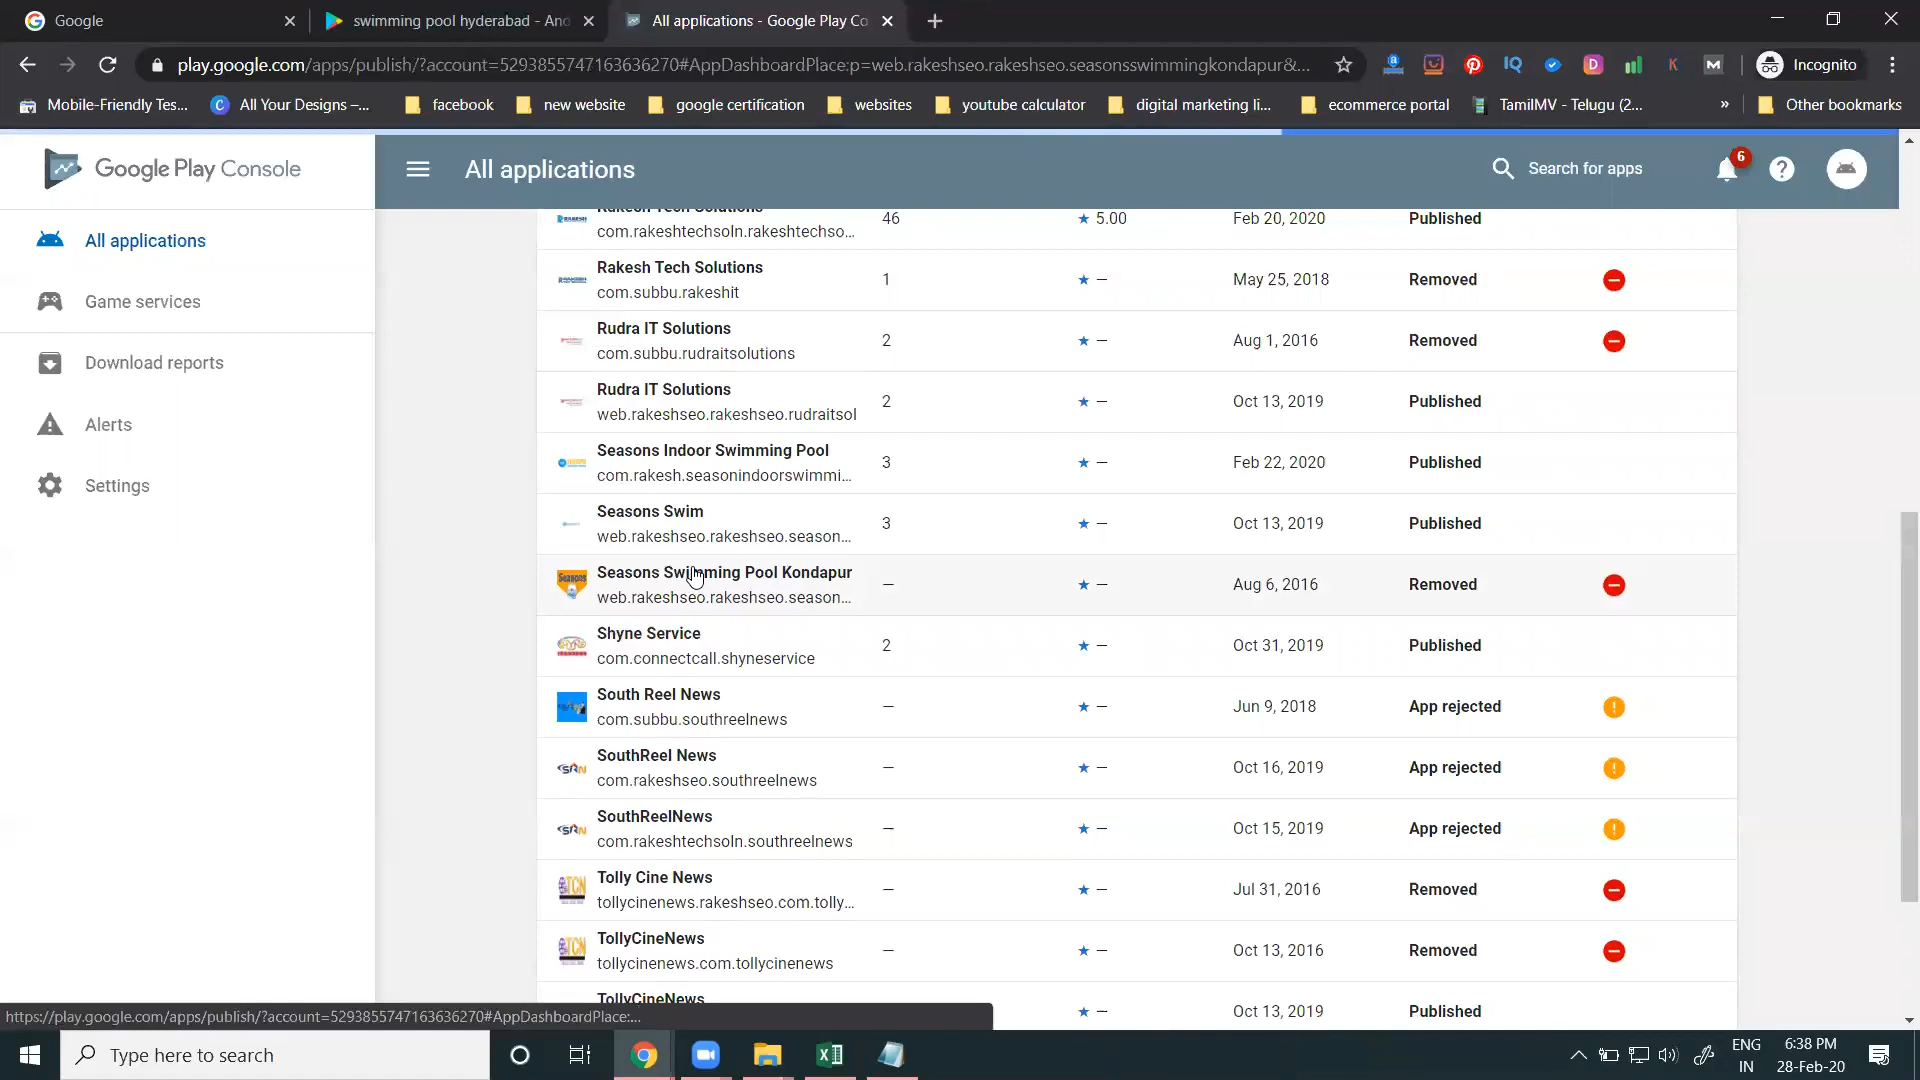 Google
swimming pool hyderabad - And
All applications - Google Play Co
play.google.com/apps/publish/?account=5293855747163636270#AppDashboardPlace:p=web.rakeshseo.rakeshseo.seasonsswimmingkondapur&...
Incognito
Mobile-Friendly Tes...
All Your Designs –...
facebook
new website
google certification
websites
youtube calculator
digital marketing li...
ecommerce portal
TamilMV - Telugu (2...
»
Other bookmarks
Google Play Console
All applications
Search for apps
6
All applications
Game services
Download reports
Alerts
Settings
Rakesh Tech Solutions
com.rakeshtechsoln.rakeshtechso...
46
5.00
Feb 20, 2020
Published
Rakesh Tech Solutions
com.subbu.rakeshit
1
—
May 25, 2018
Removed
Rudra IT Solutions
com.subbu.rudraitsolutions
2
—
Aug 1, 2016
Removed
Rudra IT Solutions
web.rakeshseo.rakeshseo.rudraitsol
2
—
Oct 13, 2019
Published
Seasons Indoor Swimming Pool
com.rakesh.seasonindoorswimmi...
3
—
Feb 22, 2020
Published
Seasons Swim
web.rakeshseo.rakeshseo.season...
3
—
Oct 13, 2019
Published
Seasons Swimming Pool Kondapur
web.rakeshseo.rakeshseo.season...
—
—
Aug 6, 2016
Removed
Shyne Service
com.connectcall.shyneservice
2
—
Oct 31, 2019
Published
South Reel News
com.subbu.southreelnews
—
—
Jun 9, 2018
App rejected
SouthReel News
com.rakeshseo.southreelnews
—
—
Oct 16, 2019
App rejected
SouthReelNews
com.rakeshtechsoln.southreelnews
—
—
Oct 15, 2019
App rejected
Tolly Cine News
tollycinenews.rakeshseo.com.tolly...
—
—
Jul 31, 2016
Removed
TollyCineNews
tollycinenews.com.tollycinenews
—
—
Oct 13, 2016
Removed
TollyCineNews
—
Oct 13, 2019
Published
https://play.google.com/apps/publish/?account=5293855747163636270#AppDashboardPlace:...
Type here to search
ENG
IN
6:38 PM
28-Feb-20